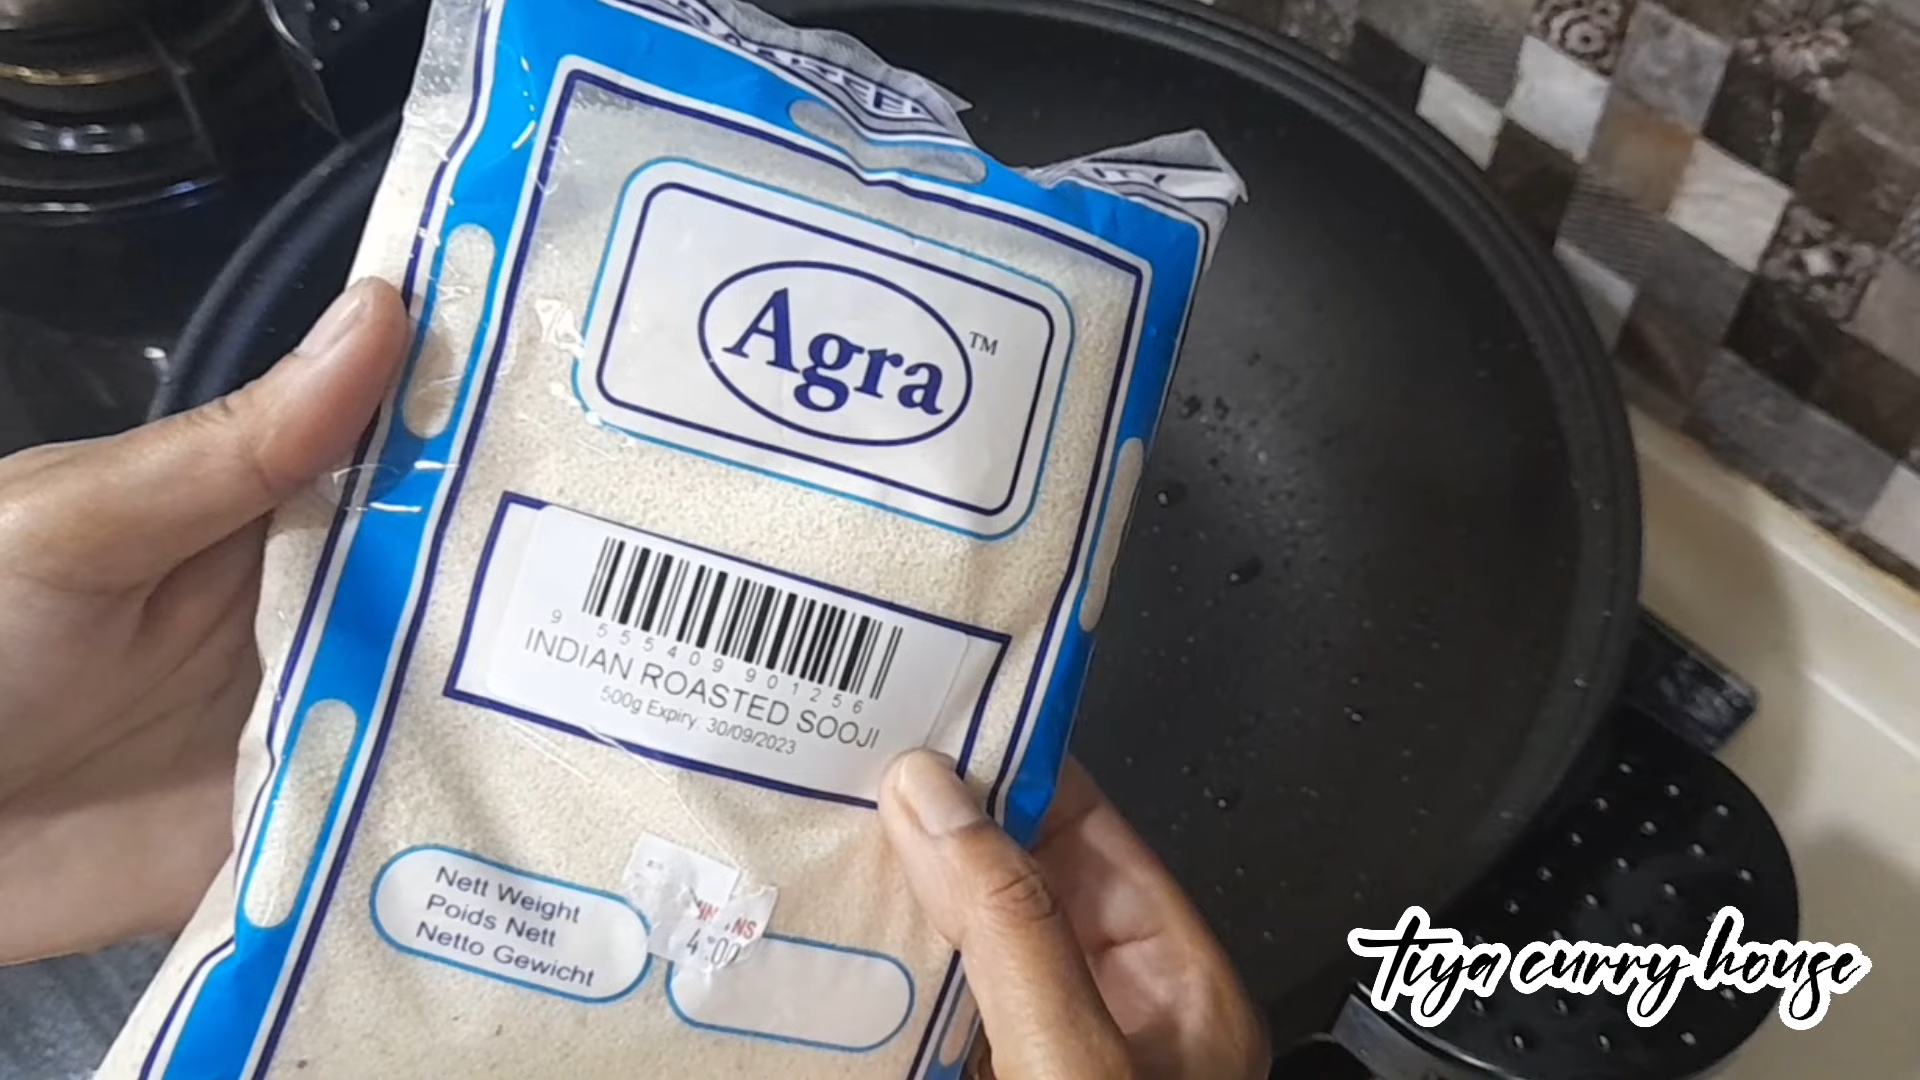 Agra
TM
9 555409 901256
INDIAN ROASTED SOOJI
500g Expiry: 30/09/2023
Nett Weight
Poids Nett
Netto Gewicht
tiya curry house